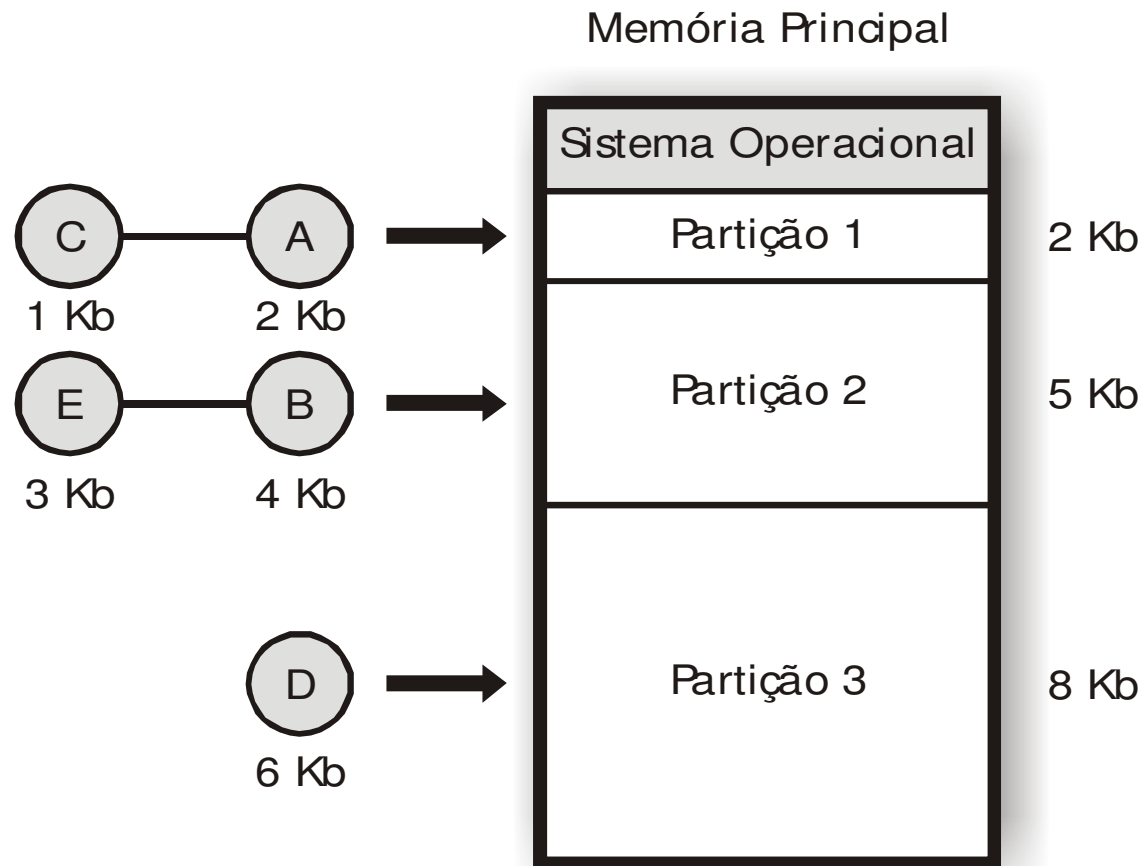 Memória Principal
Sistema Operacional
C A Partição 1 2 Kb
1 Kb 2 Kb
E B Partição 2 5 Kb
3 Kb 4 Kb
D Partição 3 8 Kb
6 Kb